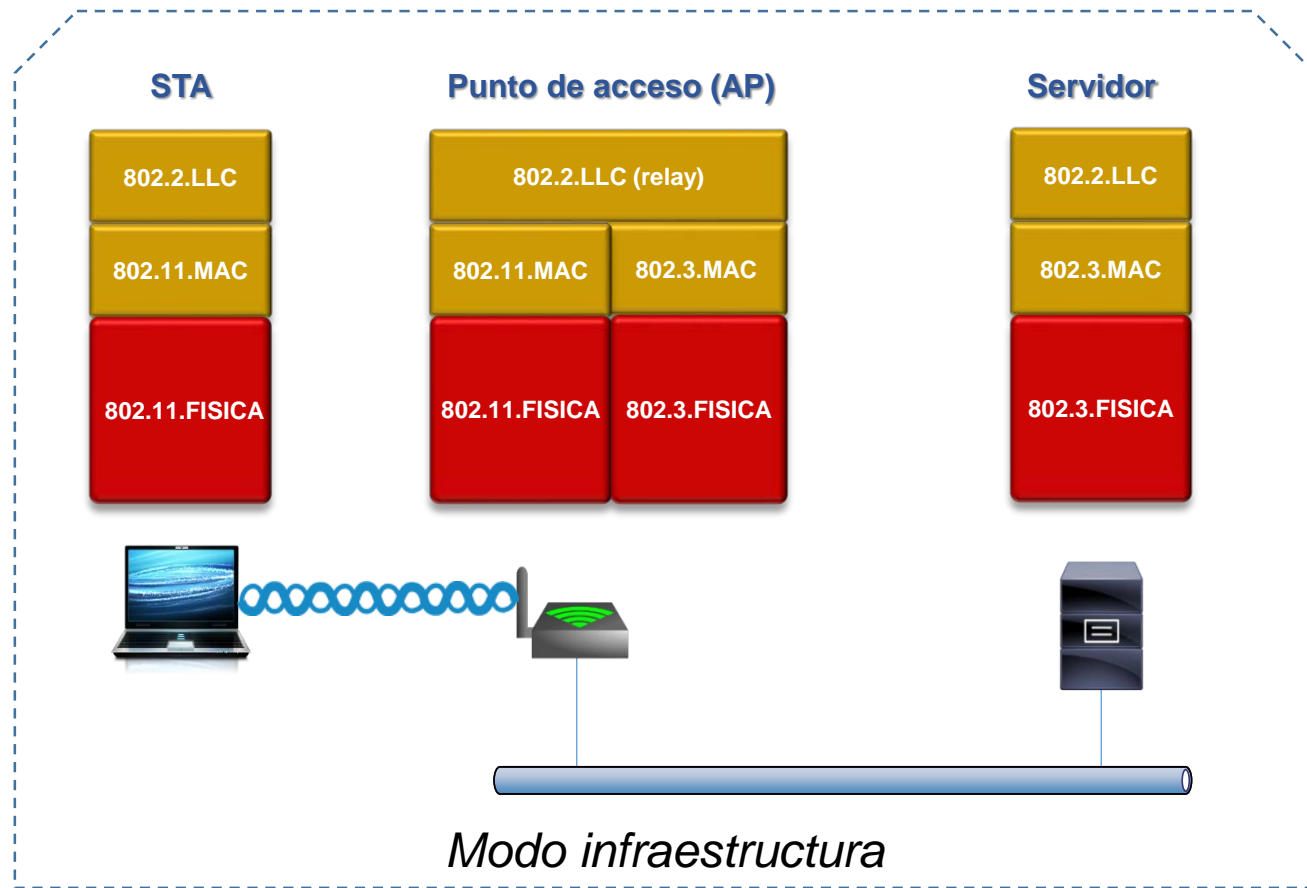 STA
Punto de acceso (AP)
Servidor
802.2.LLC
802.2.LLC (relay)
802.2.LLC
802.11.MAC
802.11.MAC
802.3.MAC
802.3.MAC
802.11.FISICA
802.11.FISICA
802.3.FISICA
802.3.FISICA
Modo infraestructura